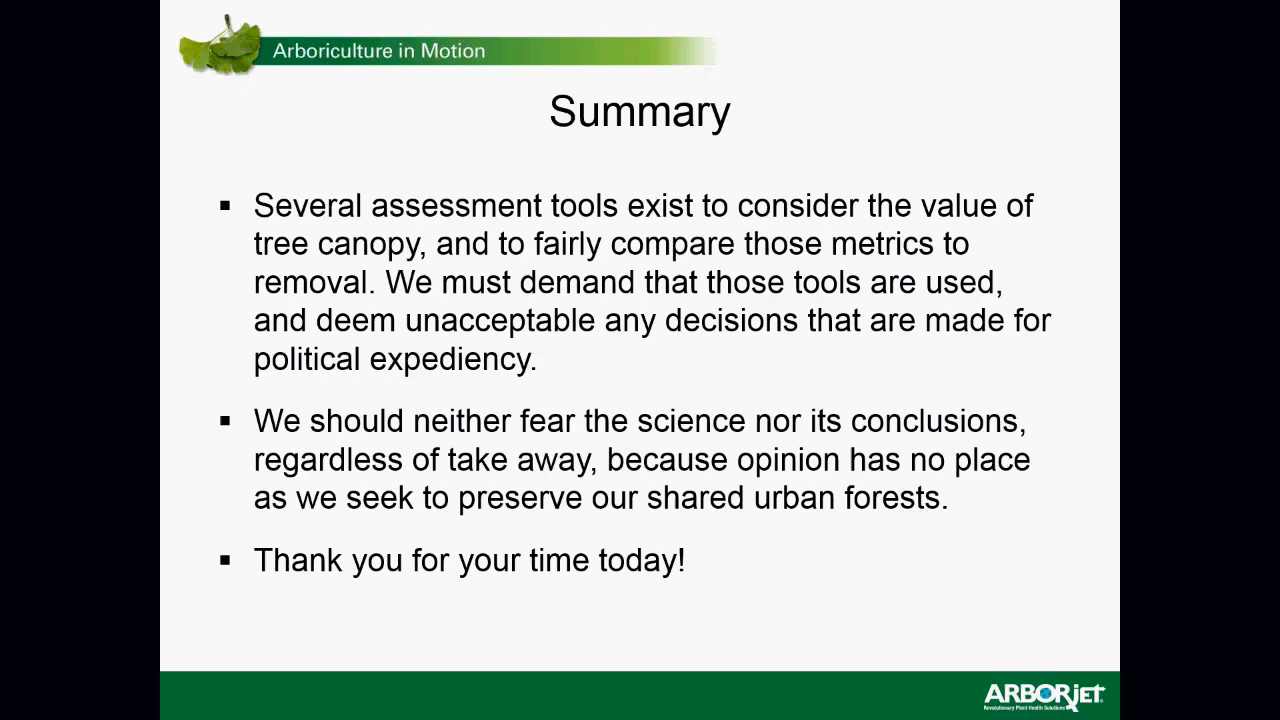 Arboriculture in Motion
Summary
▪ Several assessment tools exist to consider the value of
tree canopy, and to fairly compare those metrics to
removal. We must demand that those tools are used,
and deem unacceptable any decisions that are made for
political expediency.
▪ We should neither fear the science nor its conclusions,
regardless of take away, because opinion has no place
as we seek to preserve our shared urban forests.
▪ Thank you for your time today!
ARBORjet
Revolutionary Plant Health Solutions